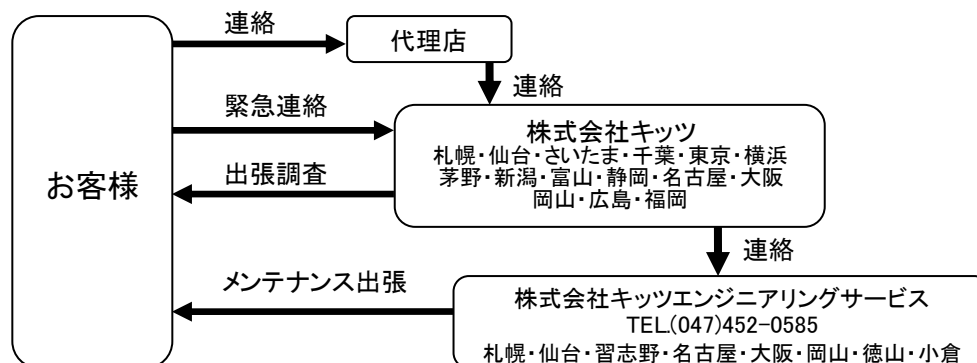 連絡
代理店
連絡
緊急連絡
株式会社キッツ
札幌・仙台・さいたま・千葉・東京・横浜
茅野・新潟・富山・静岡・名古屋・大阪
岡山・広島・福岡
出張調査
お客様
連絡
メンテナンス出張
株式会社キッツエンジニアリングサービス
TEL.(047)452-0585
札幌・仙台・習志野・名古屋・大阪・岡山・徳山・小倉